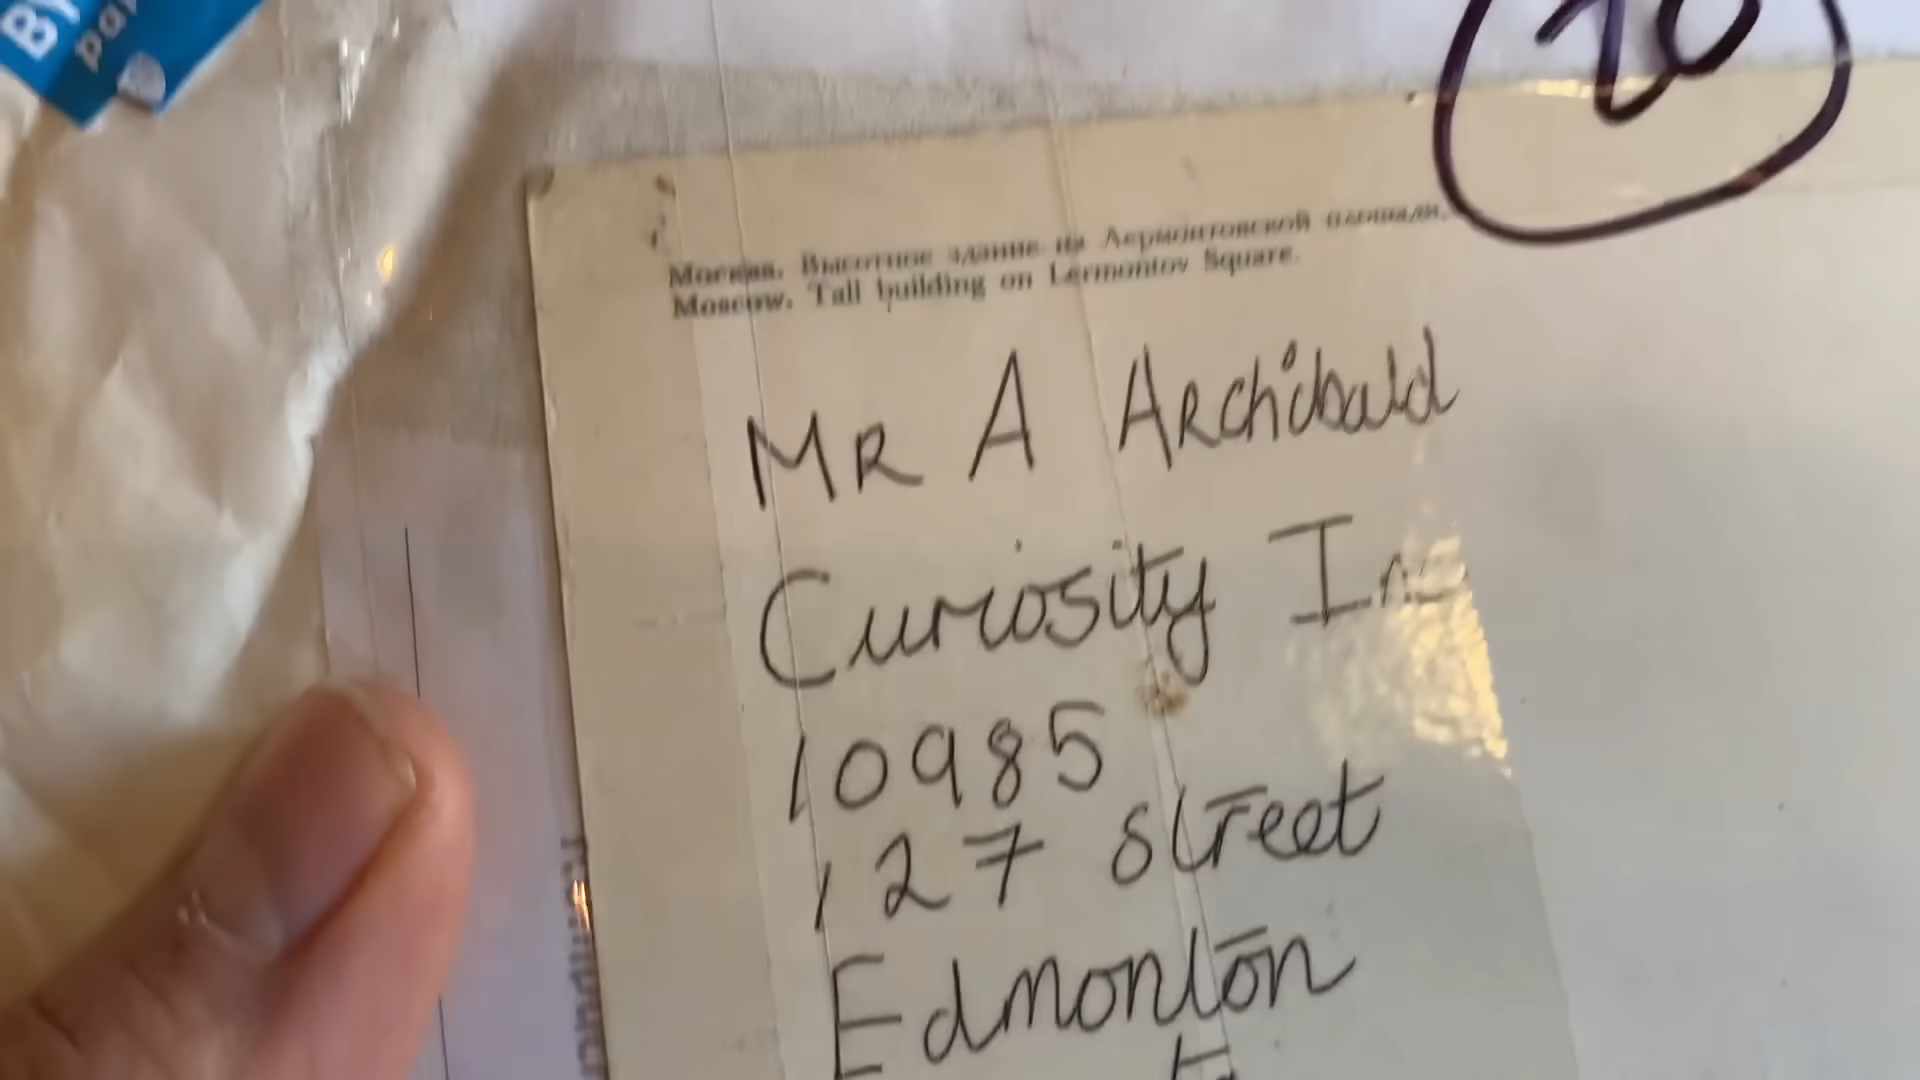 20
Москва. Высотное здание на Лермонтовской площади.
Moscow. Tall building on Lermontov Square.
MR A Archibald
Curiosity Inc
10985
127 street
Edmonton